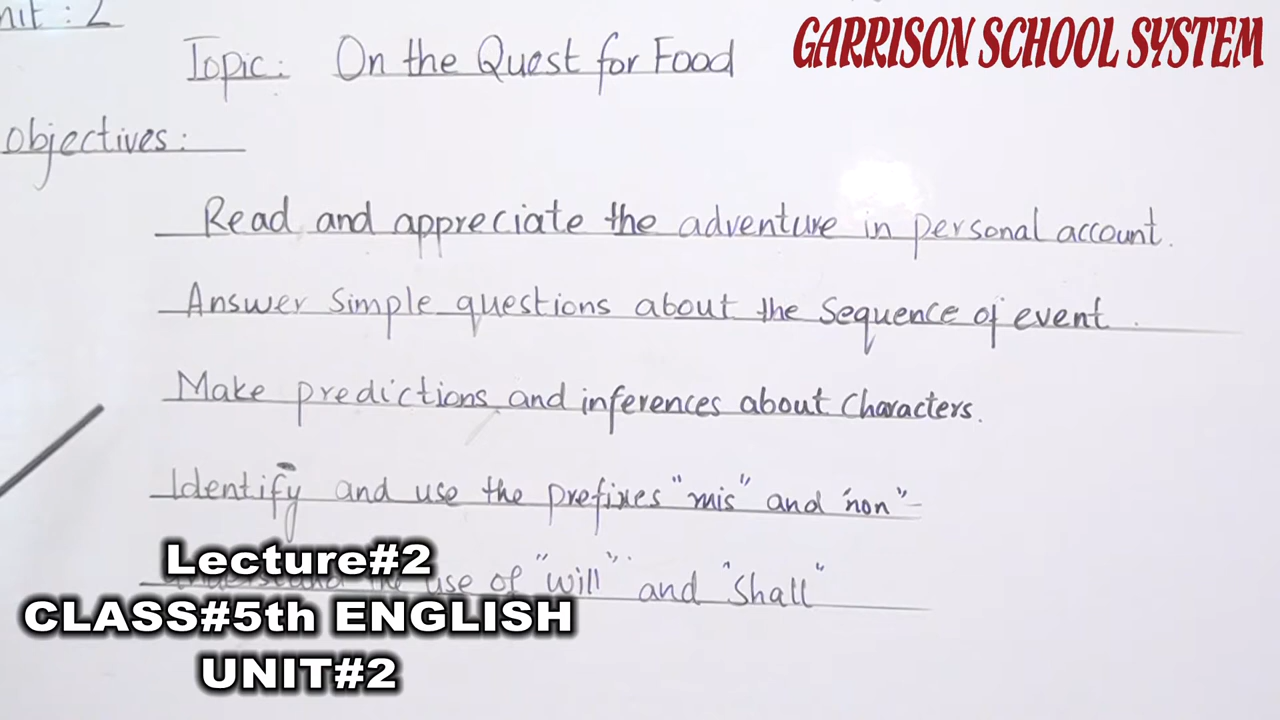 nit : 2
GARRISON SCHOOL SYSTEM
Topic: On the Quest for Food
objectives:
Read and appreciate the adventure in personal account.
Answer Simple questions about the Sequence of event.
Make predictions and inferences about Characters.
Identify and use the prefixes "mis" and "non"-
Understand the use of "will" and "Shall"
Lecture#2
CLASS#5th ENGLISH
UNIT#2